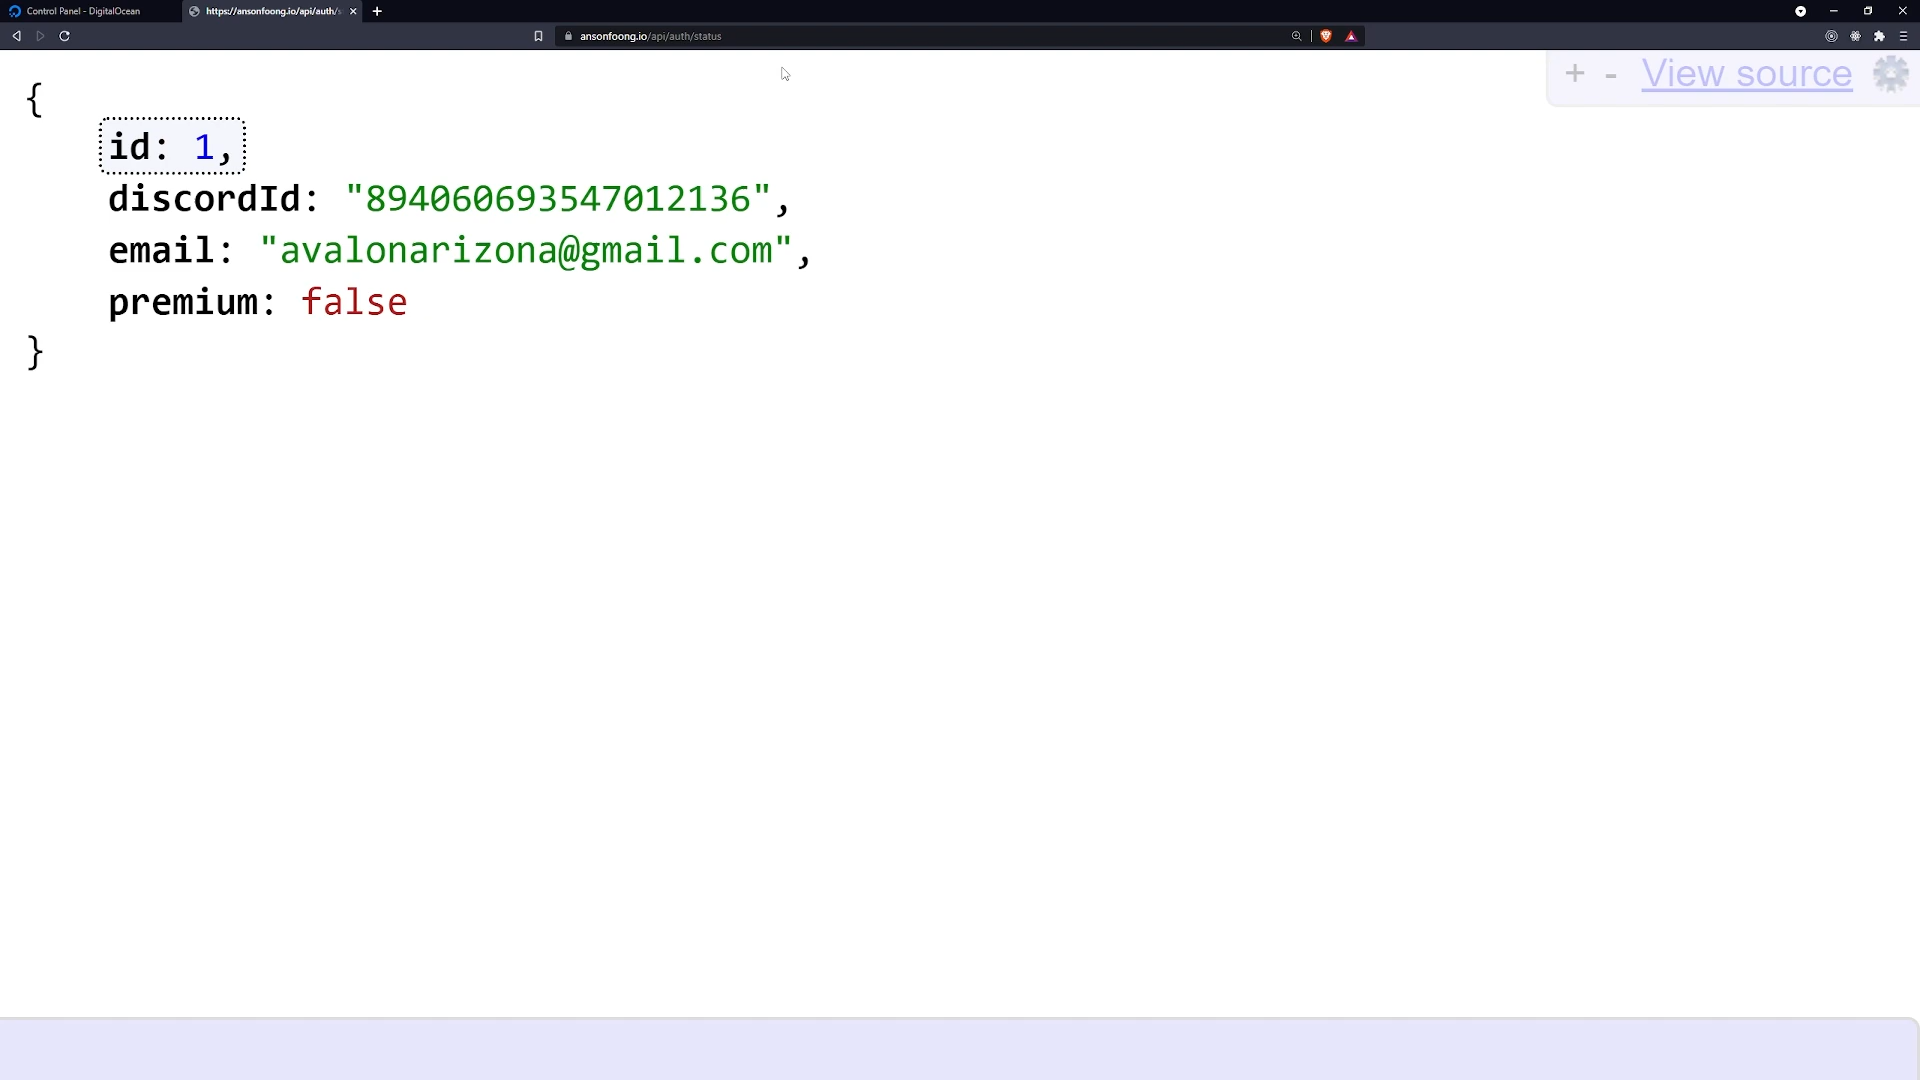 Control Panel - DigitalOcean
https://ansonfoong.io/api/auth/s
ansonfoong.io/api/auth/status
+ - View source
{
id: 1,
discordId: "894060693547012136",
email: "avalonarizona@gmail.com",
premium: false
}